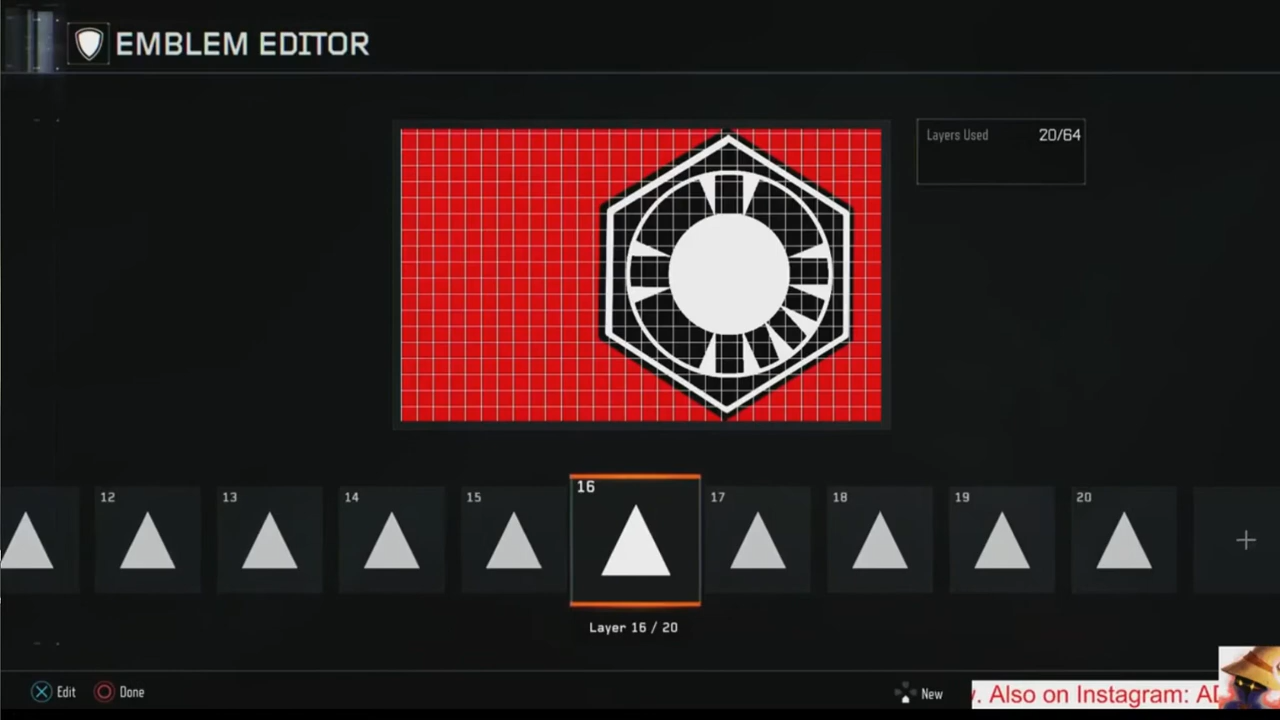 EMBLEM EDITOR
Layers Used 20/64
12 13 14 15 16 17 18 19 20
Layer 16 / 20
Edit Done New
. Also on Instagram: